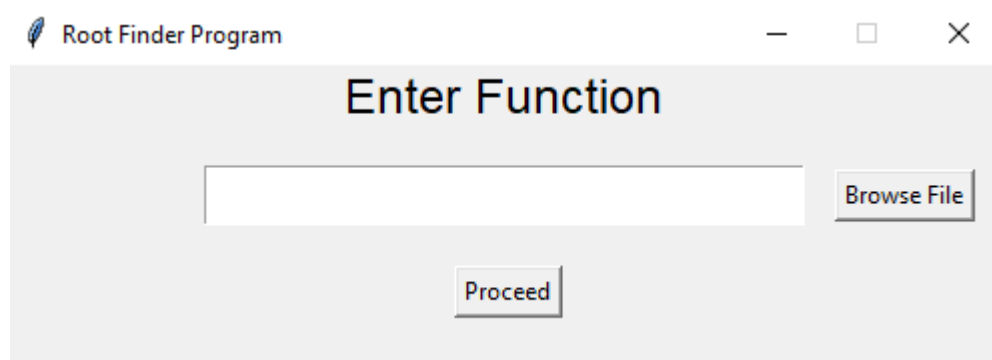 Root Finder Program
Enter Function
Browse File
Proceed